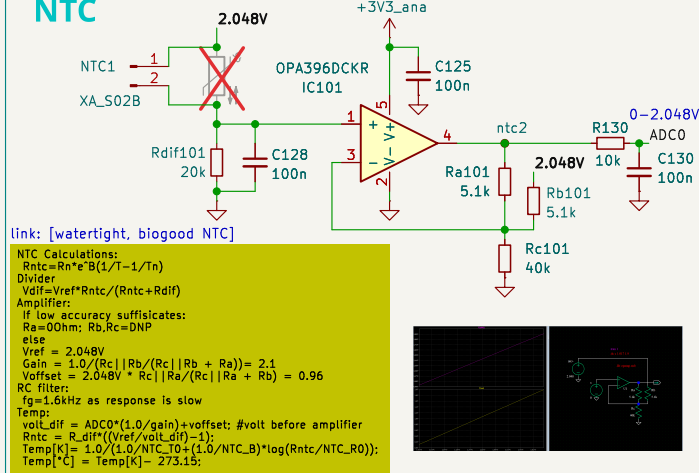 NTC
2.048V
+3V3_ana
NTC1
1
2
XA_S02B
OPA396DCKR
IC101
C125
100n
5
1
+
V+
4
3
-
V-
2
ntc2
Rdif101
20k
C128
100n
Ra101
5.1k
2.048V
Rb101
5.1k
Rc101
40k
R130
10k
0-2.048V
ADC0
C130
100n
link: [watertight, biogood NTC]
NTC Calculations:
Rntc=Rn*e^B(1/T-1/Tn)
Divider
Vdif=Vref*Rntc/(Rntc+Rdif)
Amplifier:
If low accuracy suffisicates:
Ra=0Ohm; Rb,Rc=DNP
else
Vref = 2.048V
Gain = 1.0/(Rc||Rb/(Rc||Rb + Ra))= 2.1
Voffset = 2.048V * Rc||Ra/(Rc||Ra + Rb) = 0.96
RC filter:
fg=1.6kHz as response is slow
Temp:
volt_dif = ADC0*(1.0/gain)+voffset; #volt before amplifier
Rntc = R_dif*((Vref/volt_dif)-1);
Temp[K]= 1.0/(1.0/NTC_T0+(1.0/NTC_B)*log(Rntc/NTC_R0));
Temp[°C] = Temp[K]- 273.15;